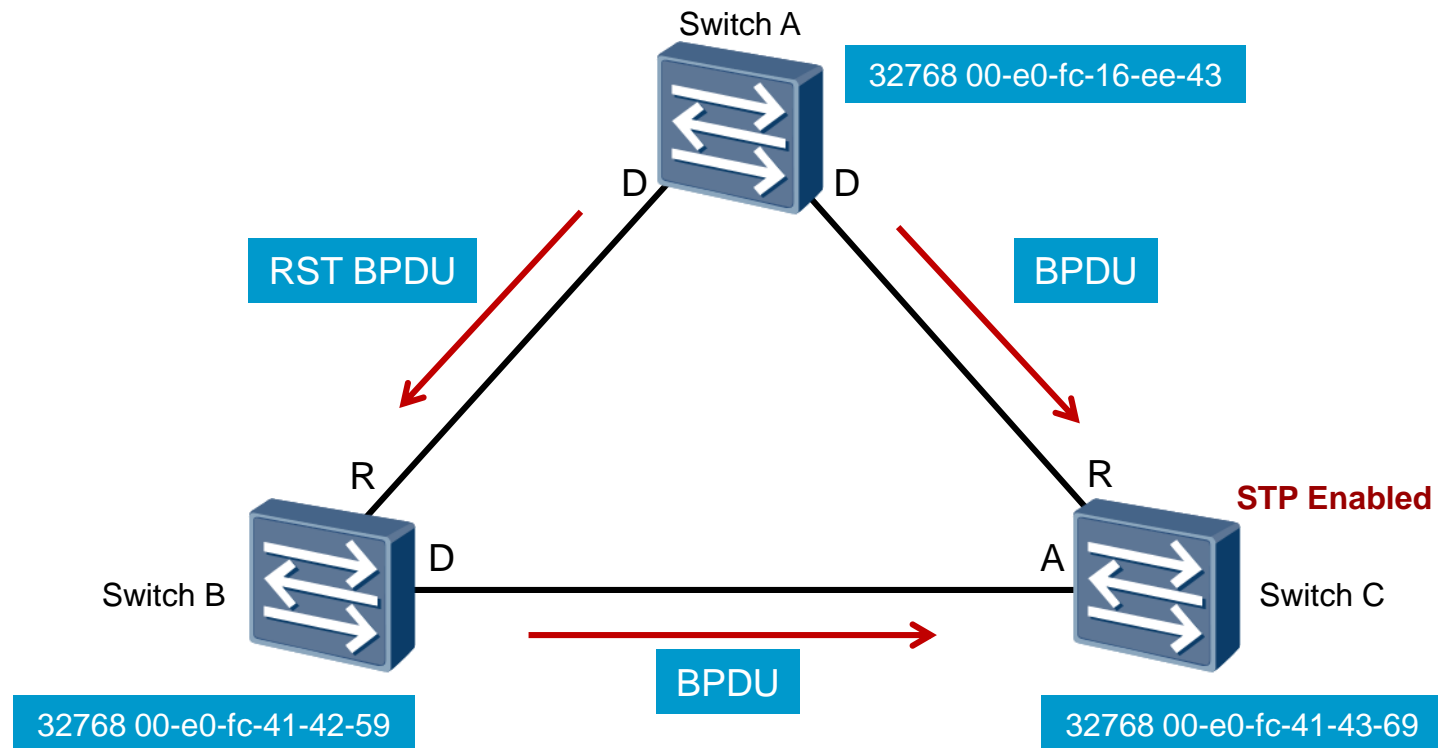 Switch A
32768 00-e0-fc-16-ee-43
D
D
RST BPDU
BPDU
R
R
STP Enabled
D
A
Switch B
Switch C
BPDU
32768 00-e0-fc-41-42-59
32768 00-e0-fc-41-43-69